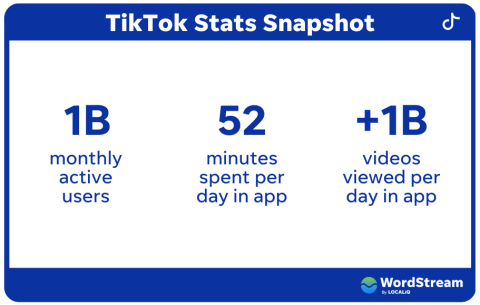 TikTok Stats Snapshot
1B
monthly
active
users
52
minutes
spent per
day in app
+1B
videos
viewed per
day in app
WordStream
By LOCALiQ